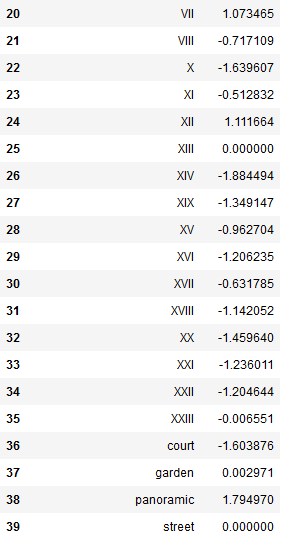 20 VII 1.073465
21 VIII -0.717109
22 X -1.639607
23 XI -0.512832
24 XII 1.111664
25 XIII 0.000000
26 XIV -1.884494
27 XIX -1.349147
28 XV -0.962704
29 XVI -1.206235
30 XVII -0.631785
31 XVIII -1.142052
32 XX -1.459640
33 XXI -1.236011
34 XXII -1.204644
35 XXIII -0.006551
36 court -1.603876
37 garden 0.002971
38 panoramic 1.794970
39 street 0.000000